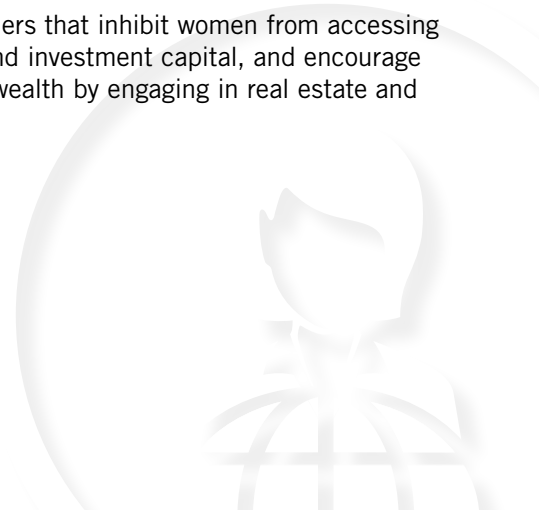 ers that inhibit women from accessing
nd investment capital, and encourage
wealth by engaging in real estate and